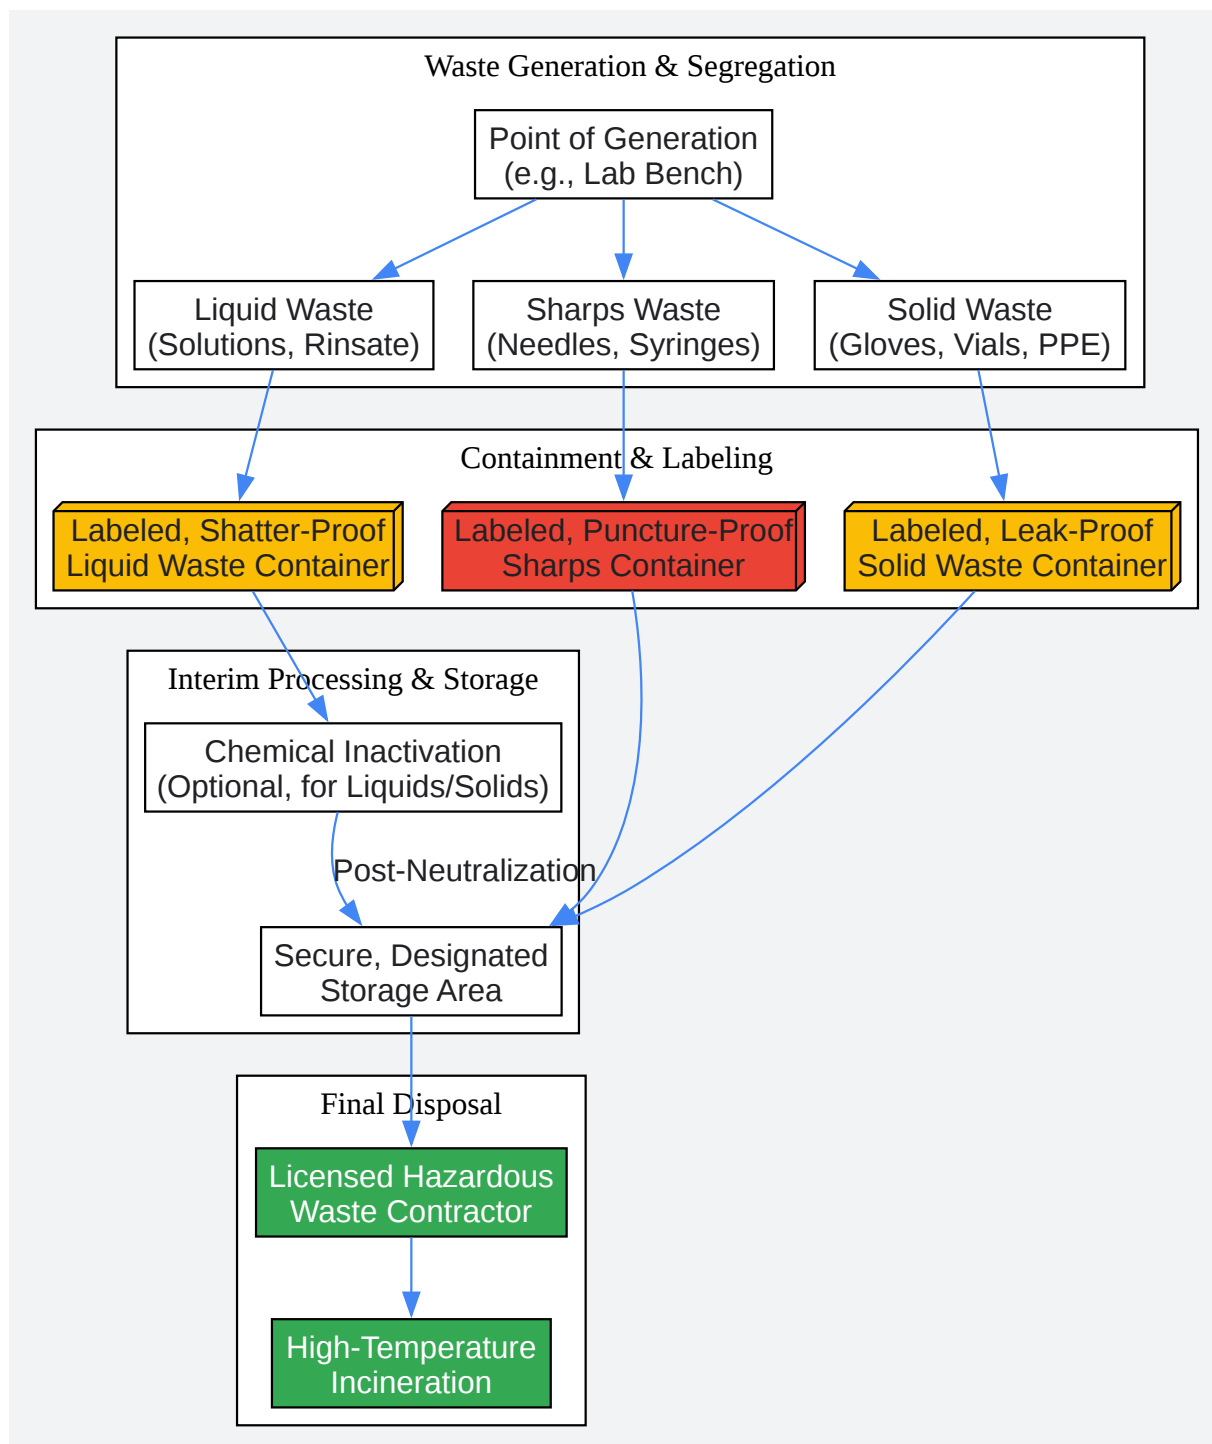 Waste Generation & Segregation
Point of Generation
(e.g., Lab Bench)
Liquid Waste
(Solutions, Rinsate)
Sharps Waste
(Needles, Syringes)
Solid Waste
(Gloves, Vials, PPE)
Containment & Labeling
Labeled, Shatter-Proof
Liquid Waste Container
Labeled, Puncture-Proof
Sharps Container
Labeled, Leak-Proof
Solid Waste Container
Interim Processing & Storage
Chemical Inactivation
(Optional, for Liquids/Solids)
Post-Neutralization
Secure, Designated
Storage Area
Final Disposal
Licensed Hazardous
Waste Contractor
High-Temperature
Incineration